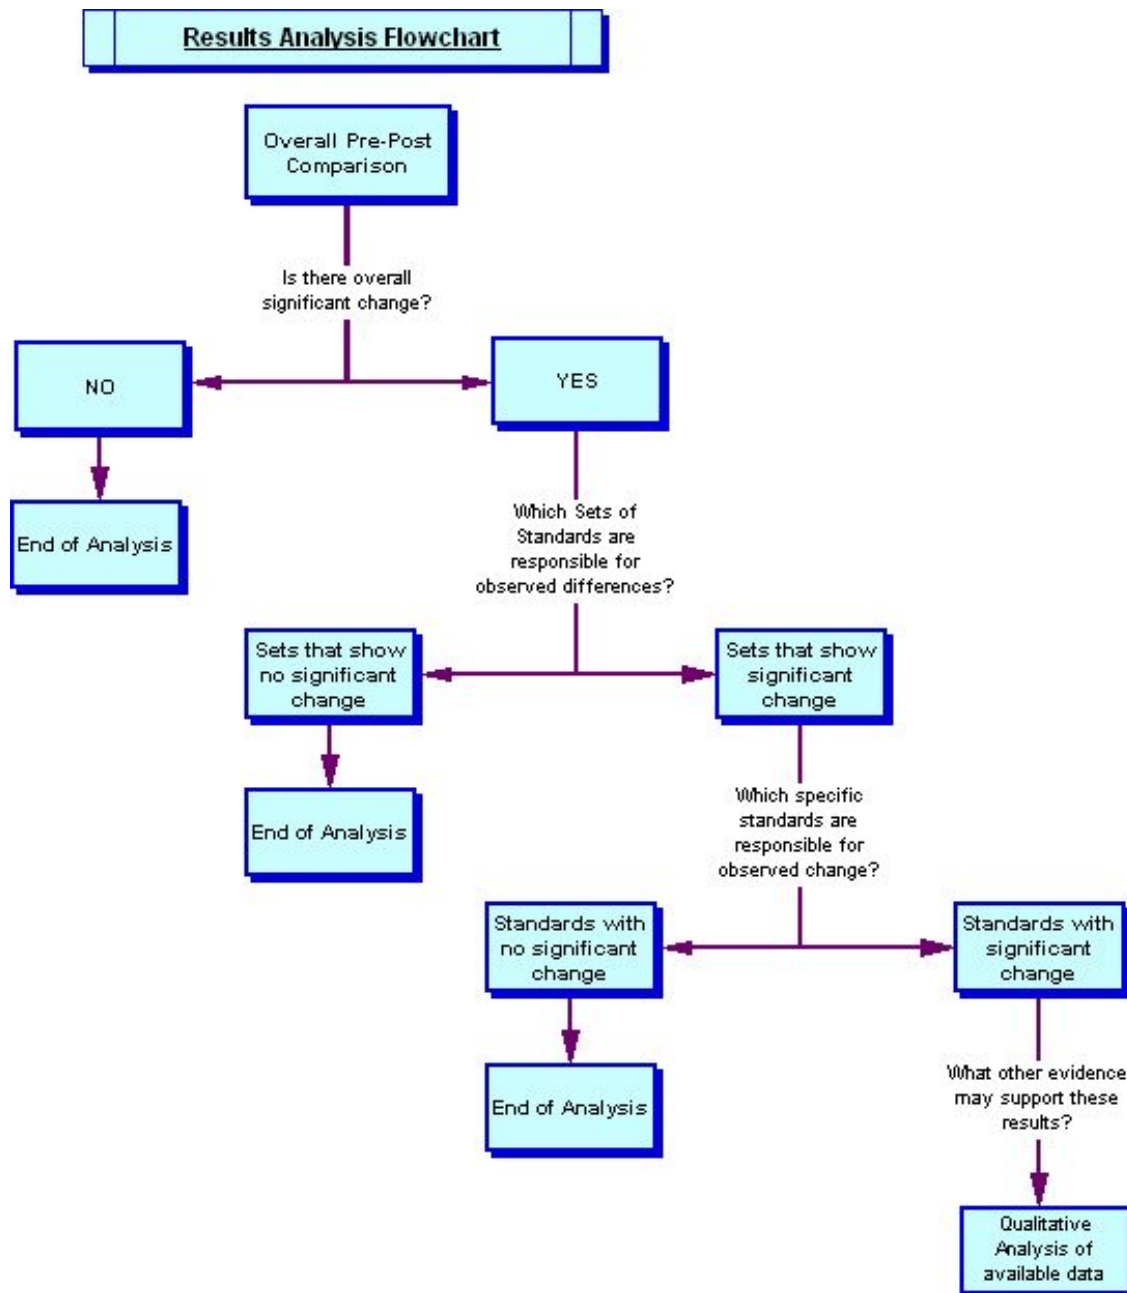 Results Analysis Flowchart
Overall Pre-Post
Comparison
Is there overall
significant change?
NO
YES
End of Analysis
Which Sets of
Standards are
responsible for
observed differences?
Sets that show
no significant
change
Sets that show
significant
change
End of Analysis
Which specific
standards are
responsible for
observed change?
Standards with
no significant
change
Standards with
significant
change
End of Analysis
What other evidence
may support these
results?
Qualitative
Analysis of
available data